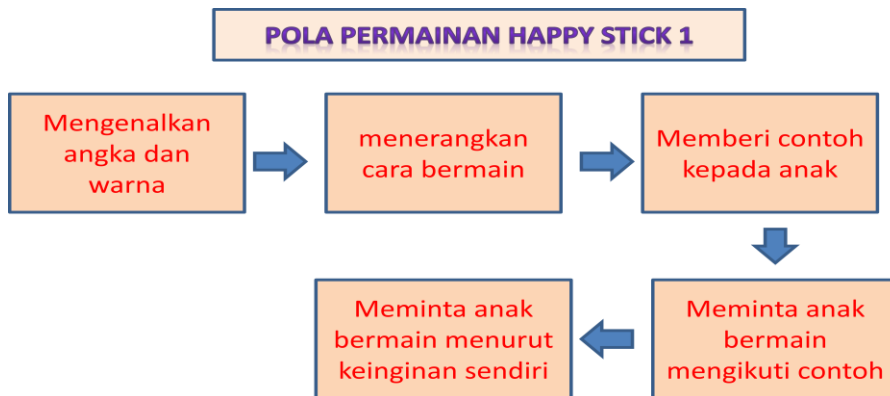 POLA PERMAINAN HAPPY STICK 1
Mengenalkan
angka dan
warna
menerangkan
cara bermain
Memberi contoh
kepada anak
Meminta anak
bermain
mengikuti contoh
Meminta anak
bermain menurut
keinginan sendiri